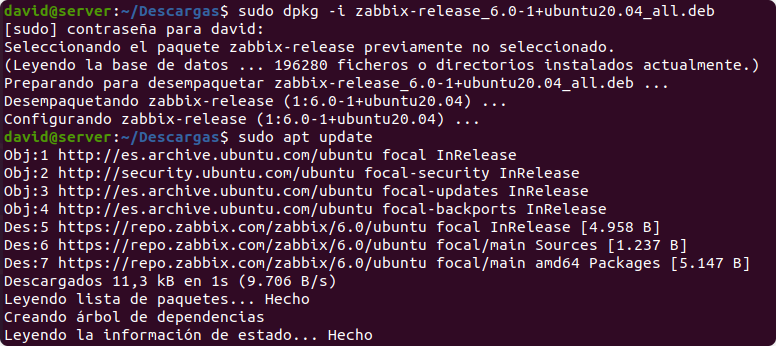 david@server:~/Descargas$ sudo dpkg -i zabbix-release_6.0-1+ubuntu20.04_all.deb
[sudo] contraseña para david:
Seleccionando el paquete zabbix-release previamente no seleccionado.
(Leyendo la base de datos ... 196280 ficheros o directorios instalados actualmente.)
Preparando para desempaquetar zabbix-release_6.0-1+ubuntu20.04_all.deb ...
Desempaquetando zabbix-release (1:6.0-1+ubuntu20.04) ...
Configurando zabbix-release (1:6.0-1+ubuntu20.04) ...
david@server:~/Descargas$ sudo apt update
Obj:1 http://es.archive.ubuntu.com/ubuntu focal InRelease
Obj:2 http://security.ubuntu.com/ubuntu focal-security InRelease
Obj:3 http://es.archive.ubuntu.com/ubuntu focal-updates InRelease
Obj:4 http://es.archive.ubuntu.com/ubuntu focal-backports InRelease
Des:5 https://repo.zabbix.com/zabbix/6.0/ubuntu focal InRelease [4.958 B]
Des:6 https://repo.zabbix.com/zabbix/6.0/ubuntu focal/main Sources [1.237 B]
Des:7 https://repo.zabbix.com/zabbix/6.0/ubuntu focal/main amd64 Packages [5.147 B]
Descargados 11,3 kB en 1s (9.706 B/s)
Leyendo lista de paquetes... Hecho
Creando árbol de dependencias
Leyendo la información de estado... Hecho